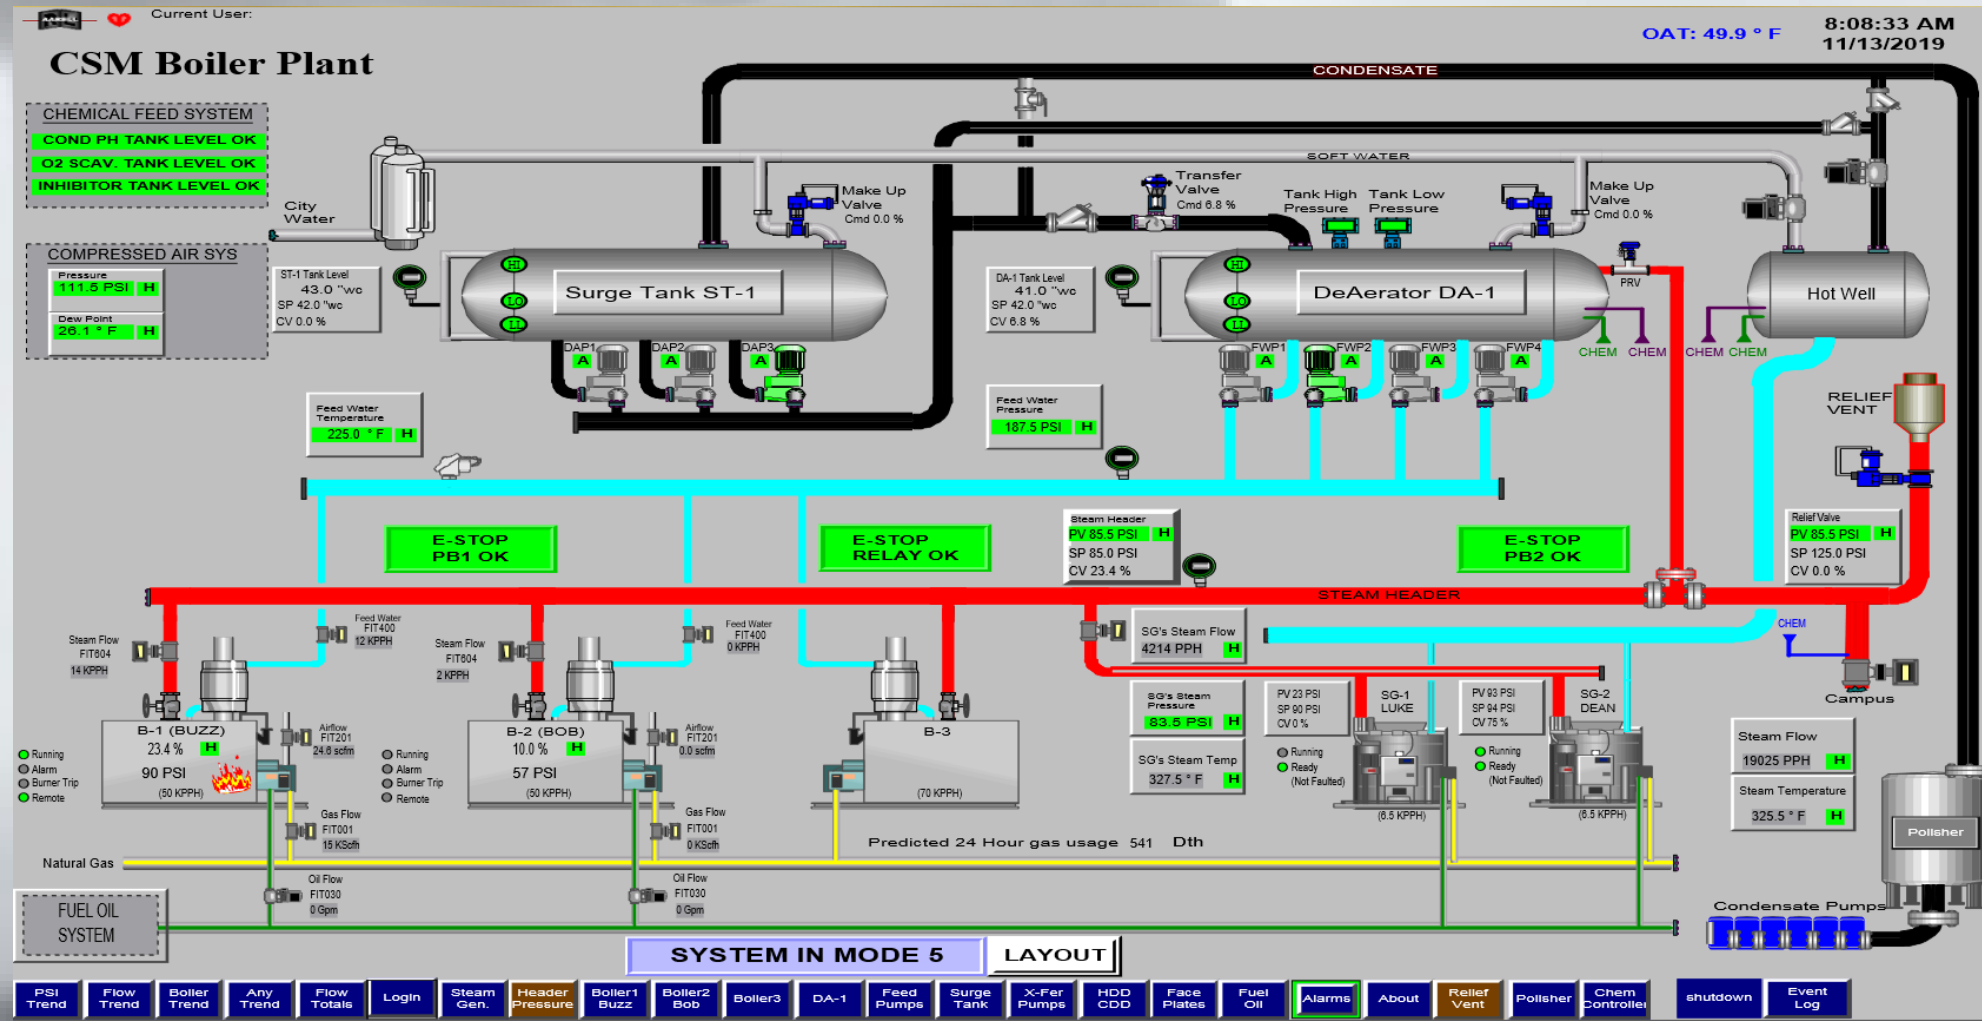 AABBILL
Current User:
OAT: 49.9 ° F
8:08:33 AM
11/13/2019
CSM Boiler Plant
CONDENSATE
CHEMICAL FEED SYSTEM
COND PH TANK LEVEL OK
O2 SCAV. TANK LEVEL OK
INHIBITOR TANK LEVEL OK
SOFT WATER
City
Water
Make Up
Valve
Cmd 0.0 %
Transfer
Valve
Cmd 6.8 %
Tank High
Pressure
Tank Low
Pressure
Make Up
Valve
Cmd 0.0 %
COMPRESSED AIR SYS
Pressure
111.5 PSI H
Dew Point
26.1 ° F H
ST-1 Tank Level
43.0 "wc
SP 42.0 "wc
CV 0.0 %
HI
LO
LL
Surge Tank ST-1
DA-1 Tank Level
41.0 "wc
SP 42.0 "wc
CV 6.8 %
HI
LO
LL
DeAerator DA-1
PRV
Hot Well
CHEM CHEM CHEM CHEM
DAP1 A
DAP2 A
DAP3 A
FWP1 A
FWP2 A
FWP3 A
FWP4 A
Feed Water
Temperature
225.0 ° F H
Feed Water
Pressure
187.5 PSI H
RELIEF
VENT
E-STOP
PB1 OK
E-STOP
RELAY OK
Steam Header
PV 85.5 PSI H
SP 85.0 PSI
CV 23.4 %
E-STOP
PB2 OK
Relief Valve
PV 85.5 PSI H
SP 125.0 PSI
CV 0.0 %
STEAM HEADER
Steam Flow
FIT604
14 KPPH
Feed Water
FIT400
12 KPPH
Steam Flow
FIT604
2 KPPH
Feed Water
FIT400
0 KPPH
SG's Steam Flow
4214 PPH H
CHEM
SG's Steam
Pressure
83.5 PSI H
SG's Steam Temp
327.5 ° F H
PV 23 PSI
SP 90 PSI
CV 0 %
SG-1
LUKE
PV 93 PSI
SP 94 PSI
CV 75 %
SG-2
DEAN
Campus
Running
Alarm
Burner Trip
Remote
B-1 (BUZZ)
23.4 % H
90 PSI
(50 KPPH)
Airflow
FIT201
24.6 scfm
Running
Alarm
Burner Trip
Remote
B-2 (BOB)
10.0 % H
57 PSI
(50 KPPH)
Airflow
FIT201
0.0 scfm
B-3
(70 KPPH)
Running
Ready
(Not Faulted)
(6.5 KPPH)
Running
Ready
(Not Faulted)
(6.5 KPPH)
Steam Flow
19025 PPH H
Steam Temperature
325.5 ° F H
Polisher
Gas Flow
FIT001
15 KScfh
Gas Flow
FIT001
0 KScfh
Predicted 24 Hour gas usage 541 Dth
Natural Gas
Oil Flow
FIT030
0 Gpm
Oil Flow
FIT030
0 Gpm
FUEL OIL
SYSTEM
Condensate Pumps
SYSTEM IN MODE 5
LAYOUT
PSI
Trend
Flow
Trend
Boiler
Trend
Any
Trend
Flow
Totals
Login
Steam
Gen.
Header
Pressure
Boiler1
Buzz
Boiler2
Bob
Boiler3
DA-1
Feed
Pumps
Surge
Tank
X-Fer
Pumps
HDD
CDD
Face
Plates
Fuel
Oil
Alarms
About
Relief
Vent
Polisher
Chem
Controller
shutdown
Event
Log